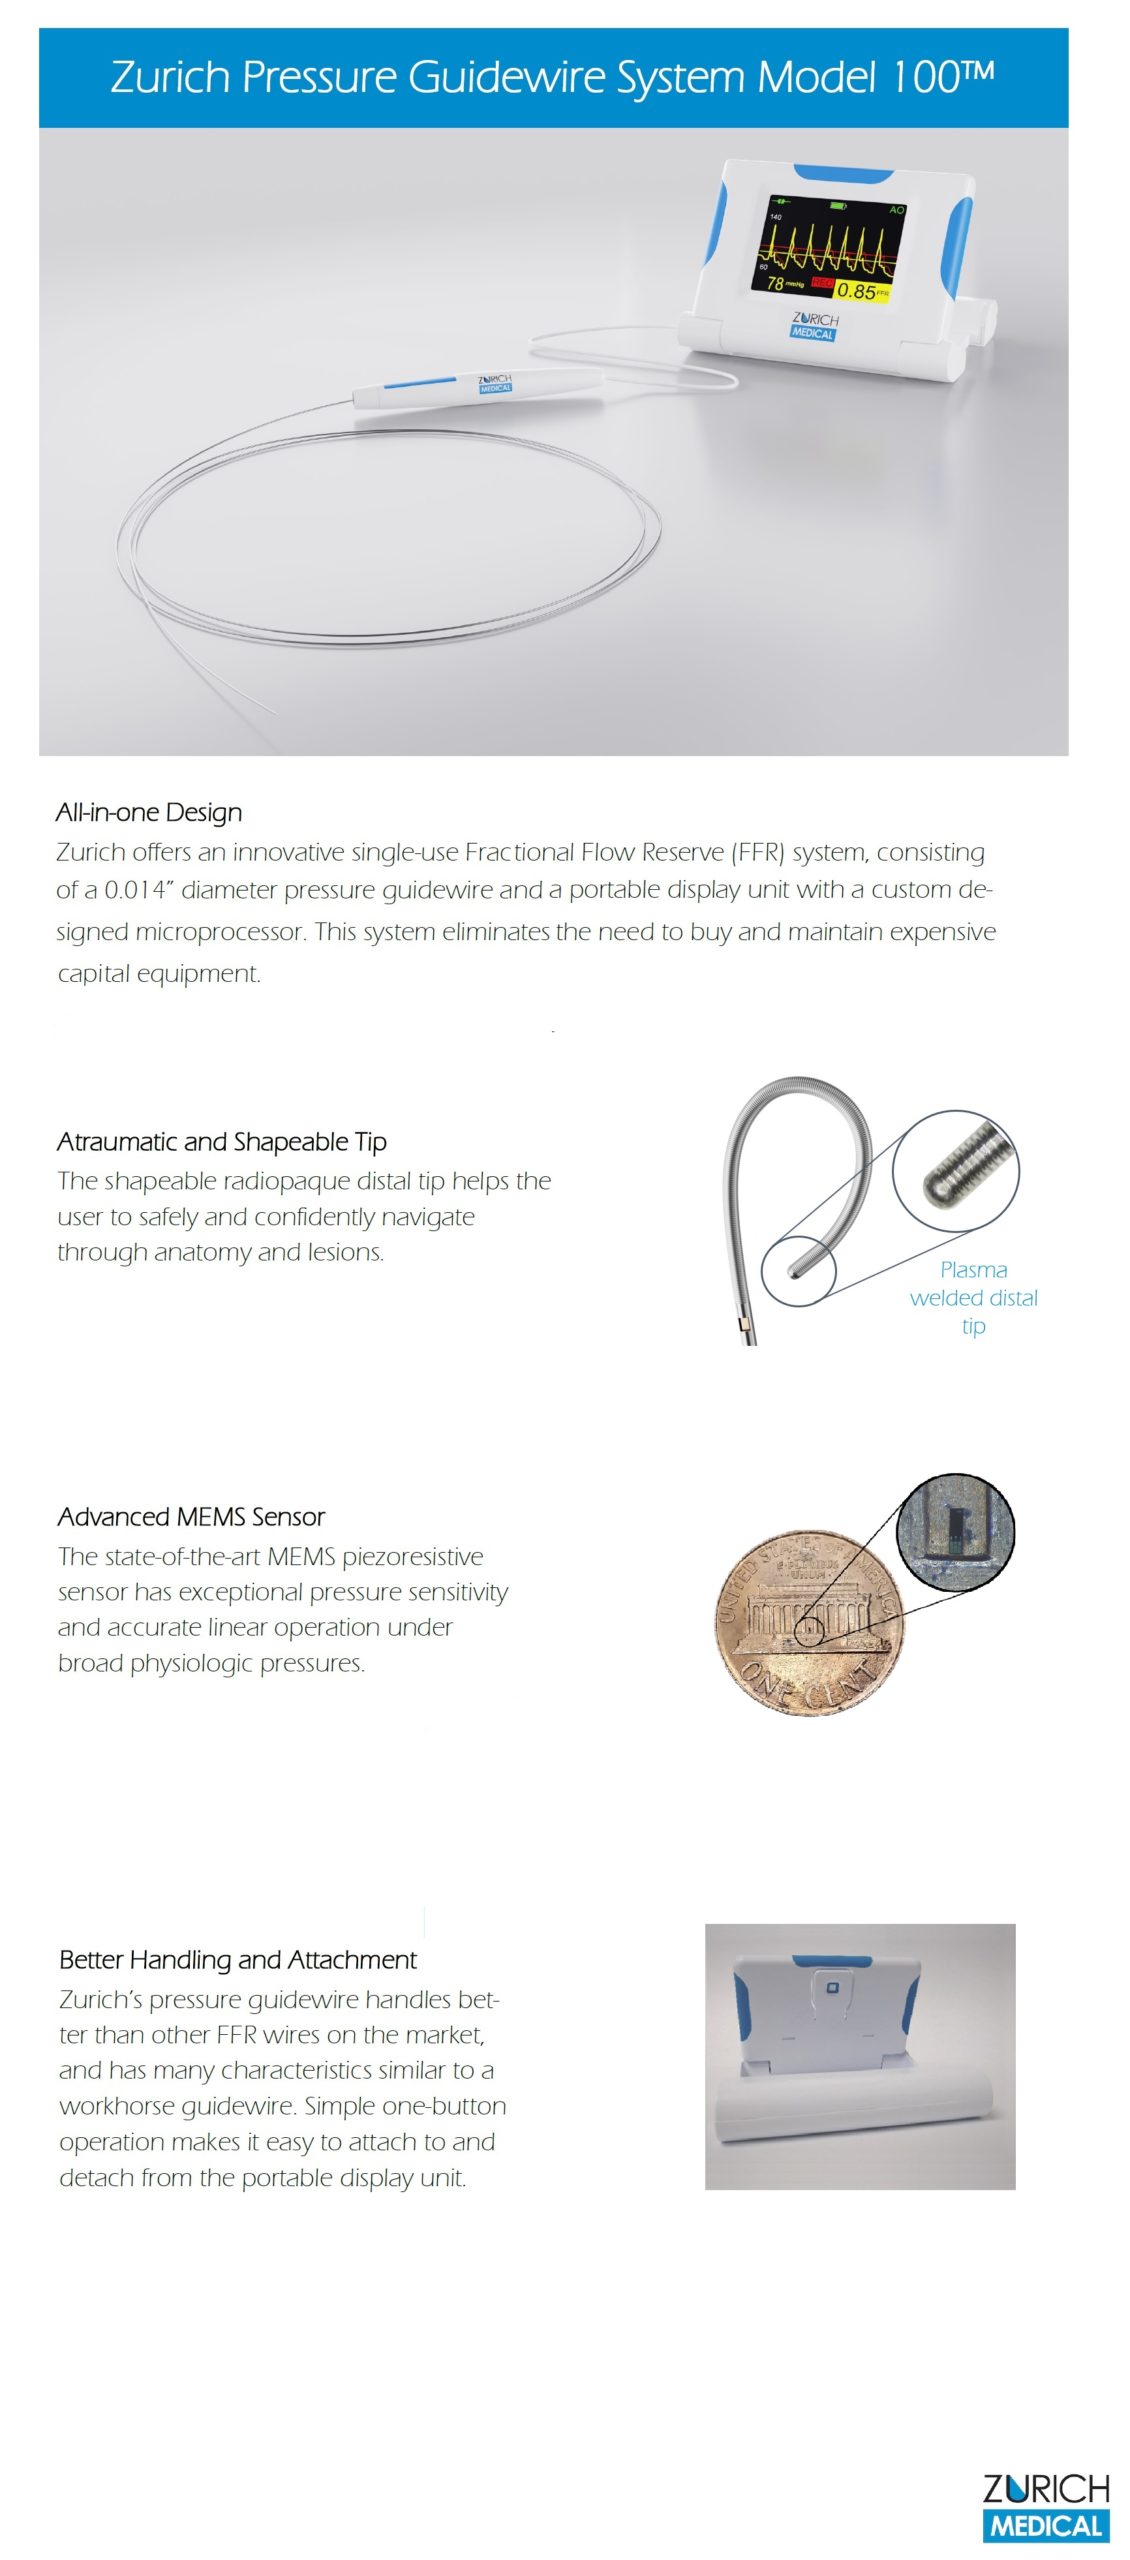 Zurich Pressure Guidewire System Model 100™
AO
140
60
78 mmHg
REC
0.85 FFR
ZURICH
MEDICAL
ZURICH
MEDICAL
All-in-one Design
Zurich offers an innovative single-use Fractional Flow Reserve (FFR) system, consisting
of a 0.014” diameter pressure guidewire and a portable display unit with a custom de-
signed microprocessor. This system eliminates the need to buy and maintain expensive
capital equipment.
Atraumatic and Shapeable Tip
The shapeable radiopaque distal tip helps the
user to safely and confidently navigate
through anatomy and lesions.
Plasma
welded distal
tip
Advanced MEMS Sensor
The state-of-the-art MEMS piezoresistive
sensor has exceptional pressure sensitivity
and accurate linear operation under
broad physiologic pressures.
UNITED STATES OF AMERICA
E·PLURIBUS
UNUM
ONE CENT
Better Handling and Attachment
Zurich’s pressure guidewire handles bet-
ter than other FFR wires on the market,
and has many characteristics similar to a
workhorse guidewire. Simple one-button
operation makes it easy to attach to and
detach from the portable display unit.
ZURICH
MEDICAL